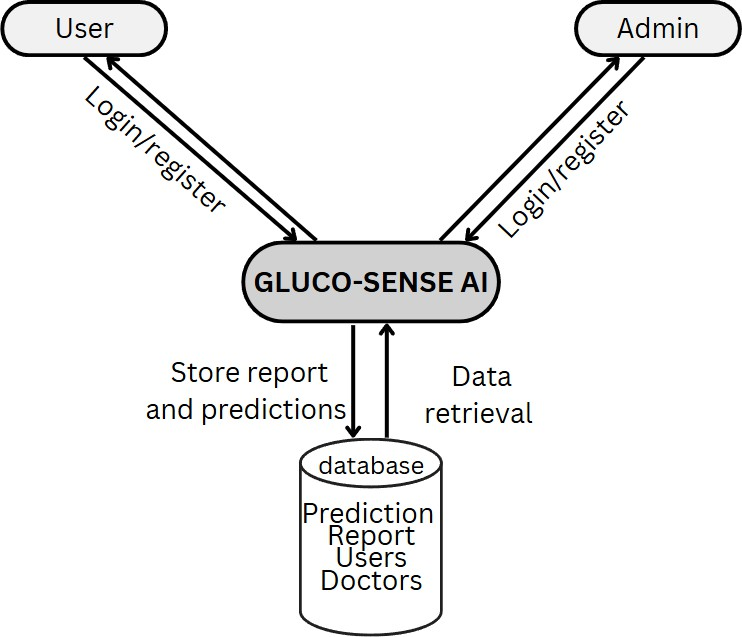 User
Admin
Login/register
Login/register
GLUCO-SENSE AI
Store report
and predictions
Data
retrieval
database
Prediction
Report
Users
Doctors